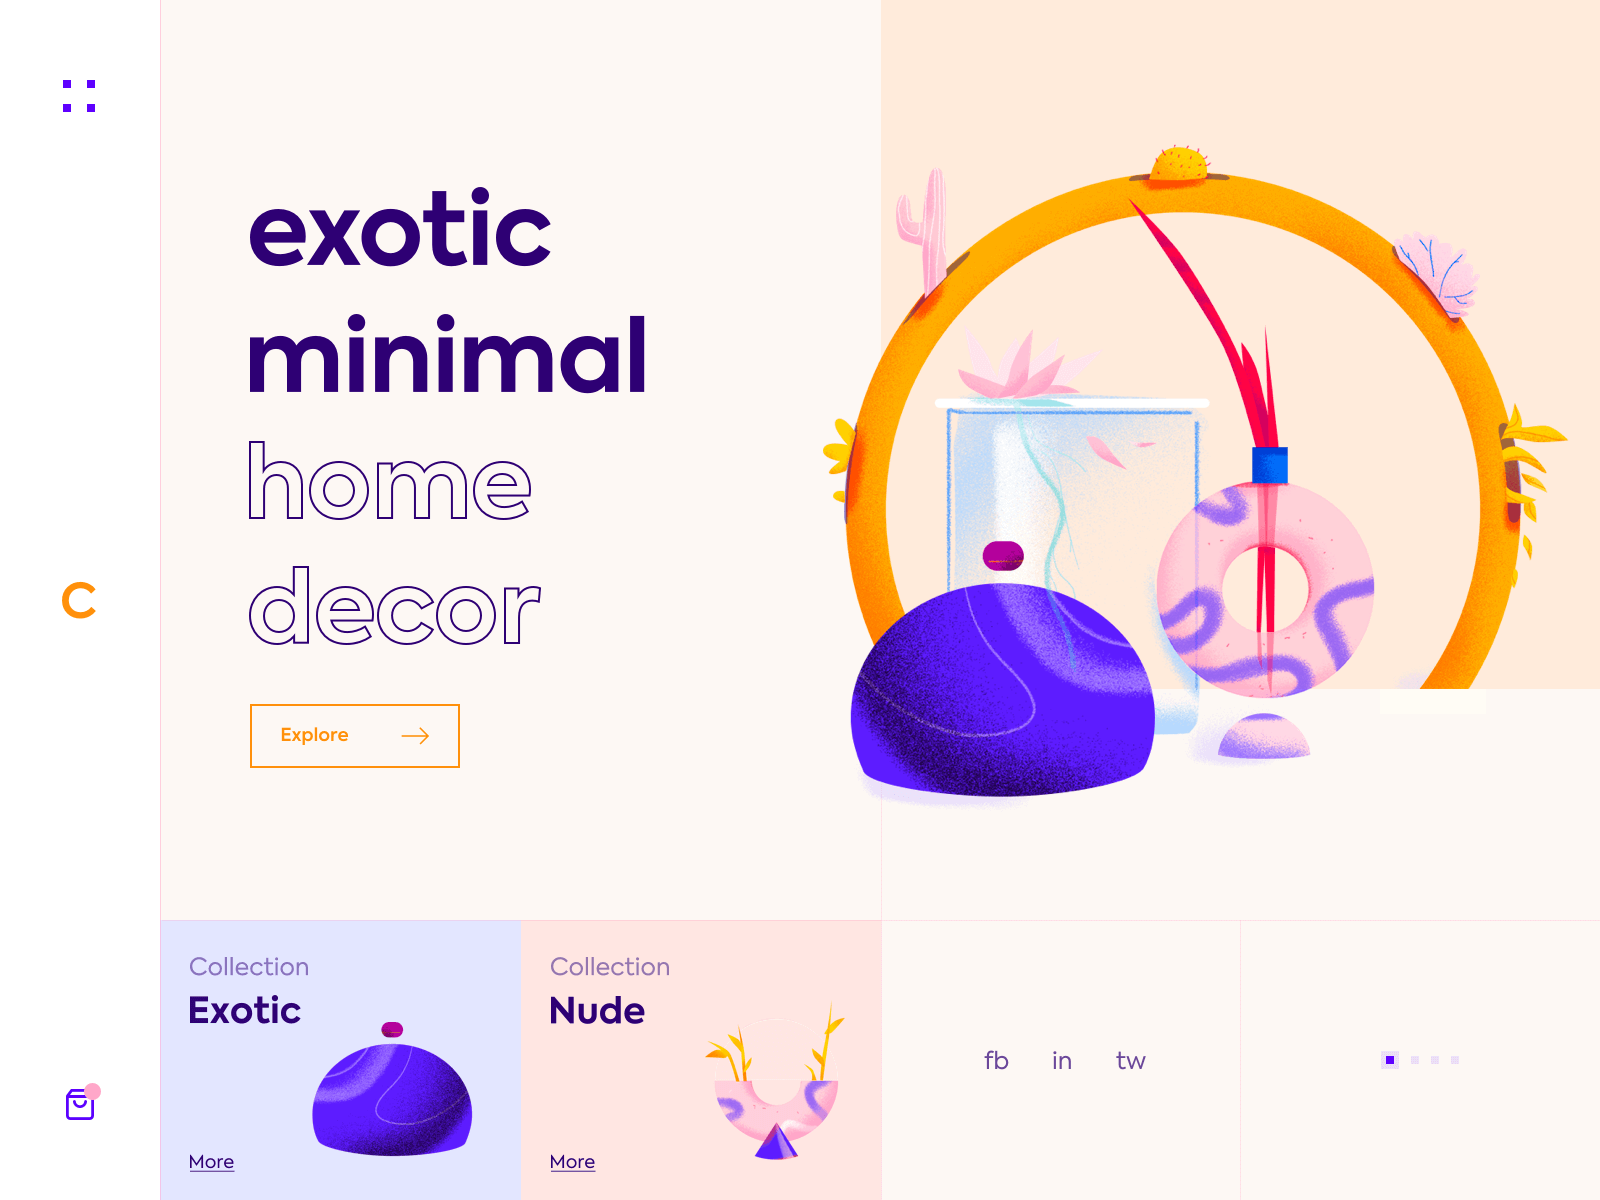 exotic
minimal
home
decor
C
Explore
Collection
Exotic
More
Collection
Nude
More
fb in tw